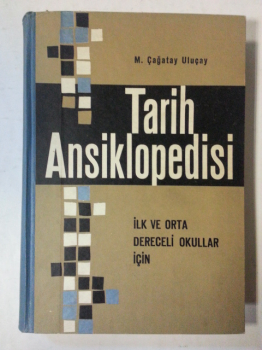 M. Çağatay Uluçay
Tarih
Ansiklopedisi
İLK VE ORTA
DERECELİ OKULLAR
İÇİN